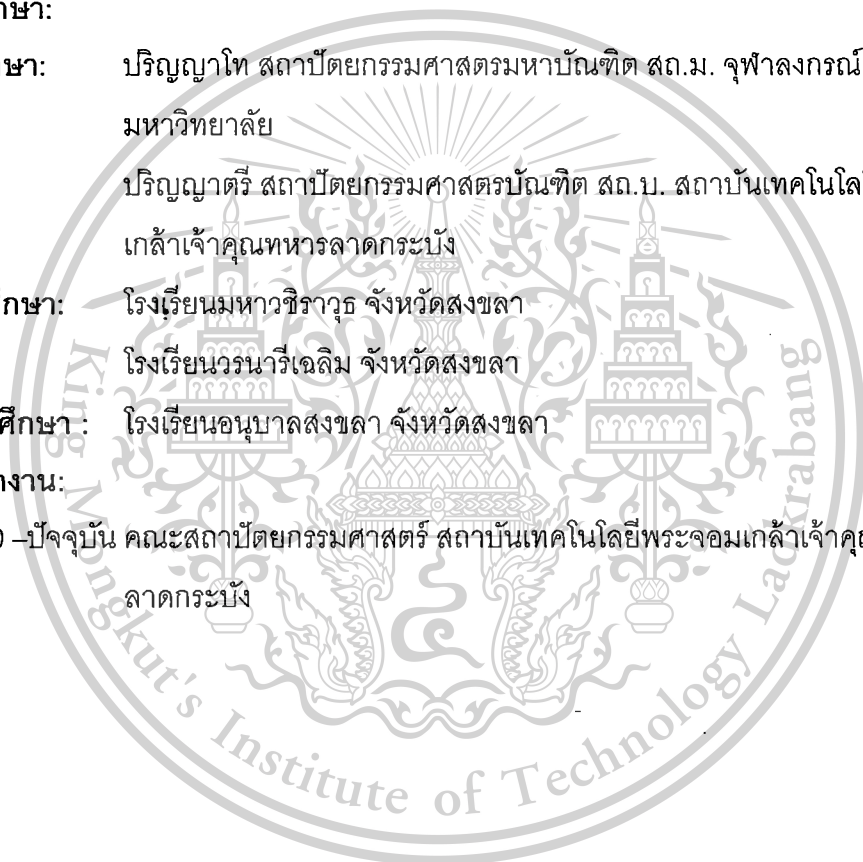 าษา:
าษา: ปริญญาโท สถาปัตยกรรมศาสตรมหาบัณฑิต สถ.ม. จุฬาลงกรณ์
มหาวิทยาลัย
ปริญญาตรี สถาปัตยกรรมศาสตรบัณฑิต สถ.บ. สถาบันเทคโนโล
เกล้าเจ้าคุณทหารลาดกระบัง
ึกษา: โรงเรียนมหาวชิราวุธ จังหวัดสงขลา
โรงเรียนวรนารีเฉลิม จังหวัดสงขลา
ศึกษา : โรงเรียนอนุบาลสงขลา จังหวัดสงขลา
างาน:
–ปัจจุบัน คณะสถาปัตยกรรมศาสตร์ สถาบันเทคโนโลยีพระจอมเกล้าเจ้าคุ
ลาดกระบัง
King Mongkut's Institute of Technology Ladkrabang